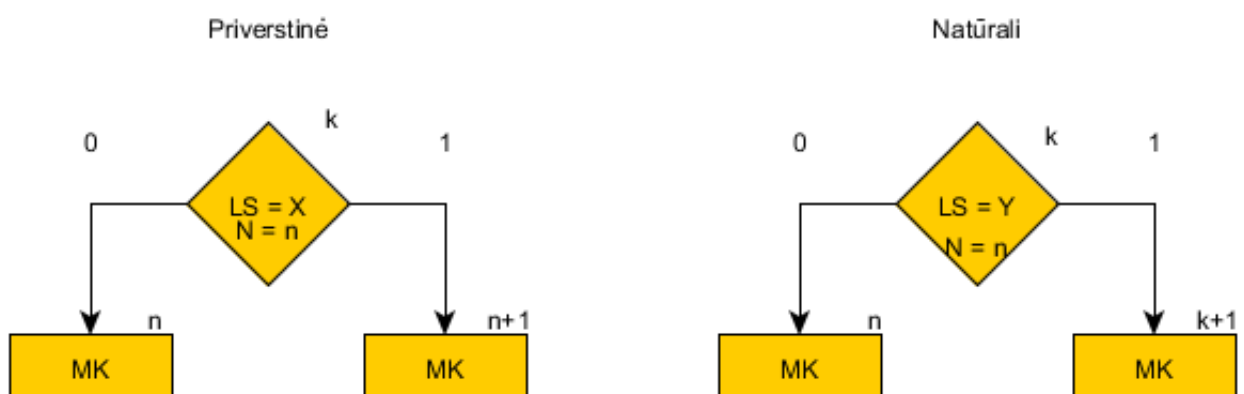 Priverstinė
Natūrali
k
0
1
LS = X
N = n
n
n+1
MK
MK
k
0
1
LS = Y
N = n
n
k+1
MK
MK